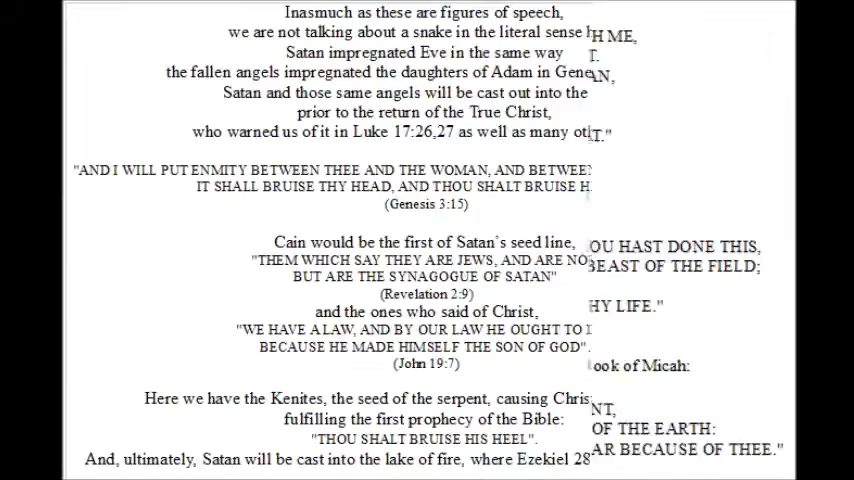 Inasmuch as these are figures of speech,
we are not talking about a snake in the literal sense
Satan impregnated Eve in the same way
the fallen angels impregnated the daughters of Adam in Gene
Satan and those same angels will be cast out into the
prior to the return of the True Christ,
who warned us of it in Luke 17:26,27 as well as many ot
"AND I WILL PUT ENMITY BETWEEN THEE AND THE WOMAN, AND BETWEE
IT SHALL BRUISE THY HEAD, AND THOU SHALT BRUISE H
(Genesis 3:15)
Cain would be the first of Satan's seed line,
"THEM WHICH SAY THEY ARE JEWS, AND ARE NO
BUT ARE THE SYNAGOGUE OF SATAN"
(Revelation 2:9)
and the ones who said of Christ,
"WE HAVE A LAW, AND BY OUR LAW HE OUGHT TO
BECAUSE HE MADE HIMSELF THE SON OF GOD".
(John 19:7)
Here we have the Kenites, the seed of the serpent, causing Chris
fulfilling the first prophecy of the Bible:
"THOU SHALT BRUISE HIS HEEL".
And, ultimately, Satan will be cast into the lake of fire, where Ezekiel 28
H ME,
T.
AN,
T."
OU HAST DONE THIS,
BEAST OF THE FIELD;
HY LIFE."
ook of Micah:
NT,
OF THE EARTH:
AR BECAUSE OF THEE."